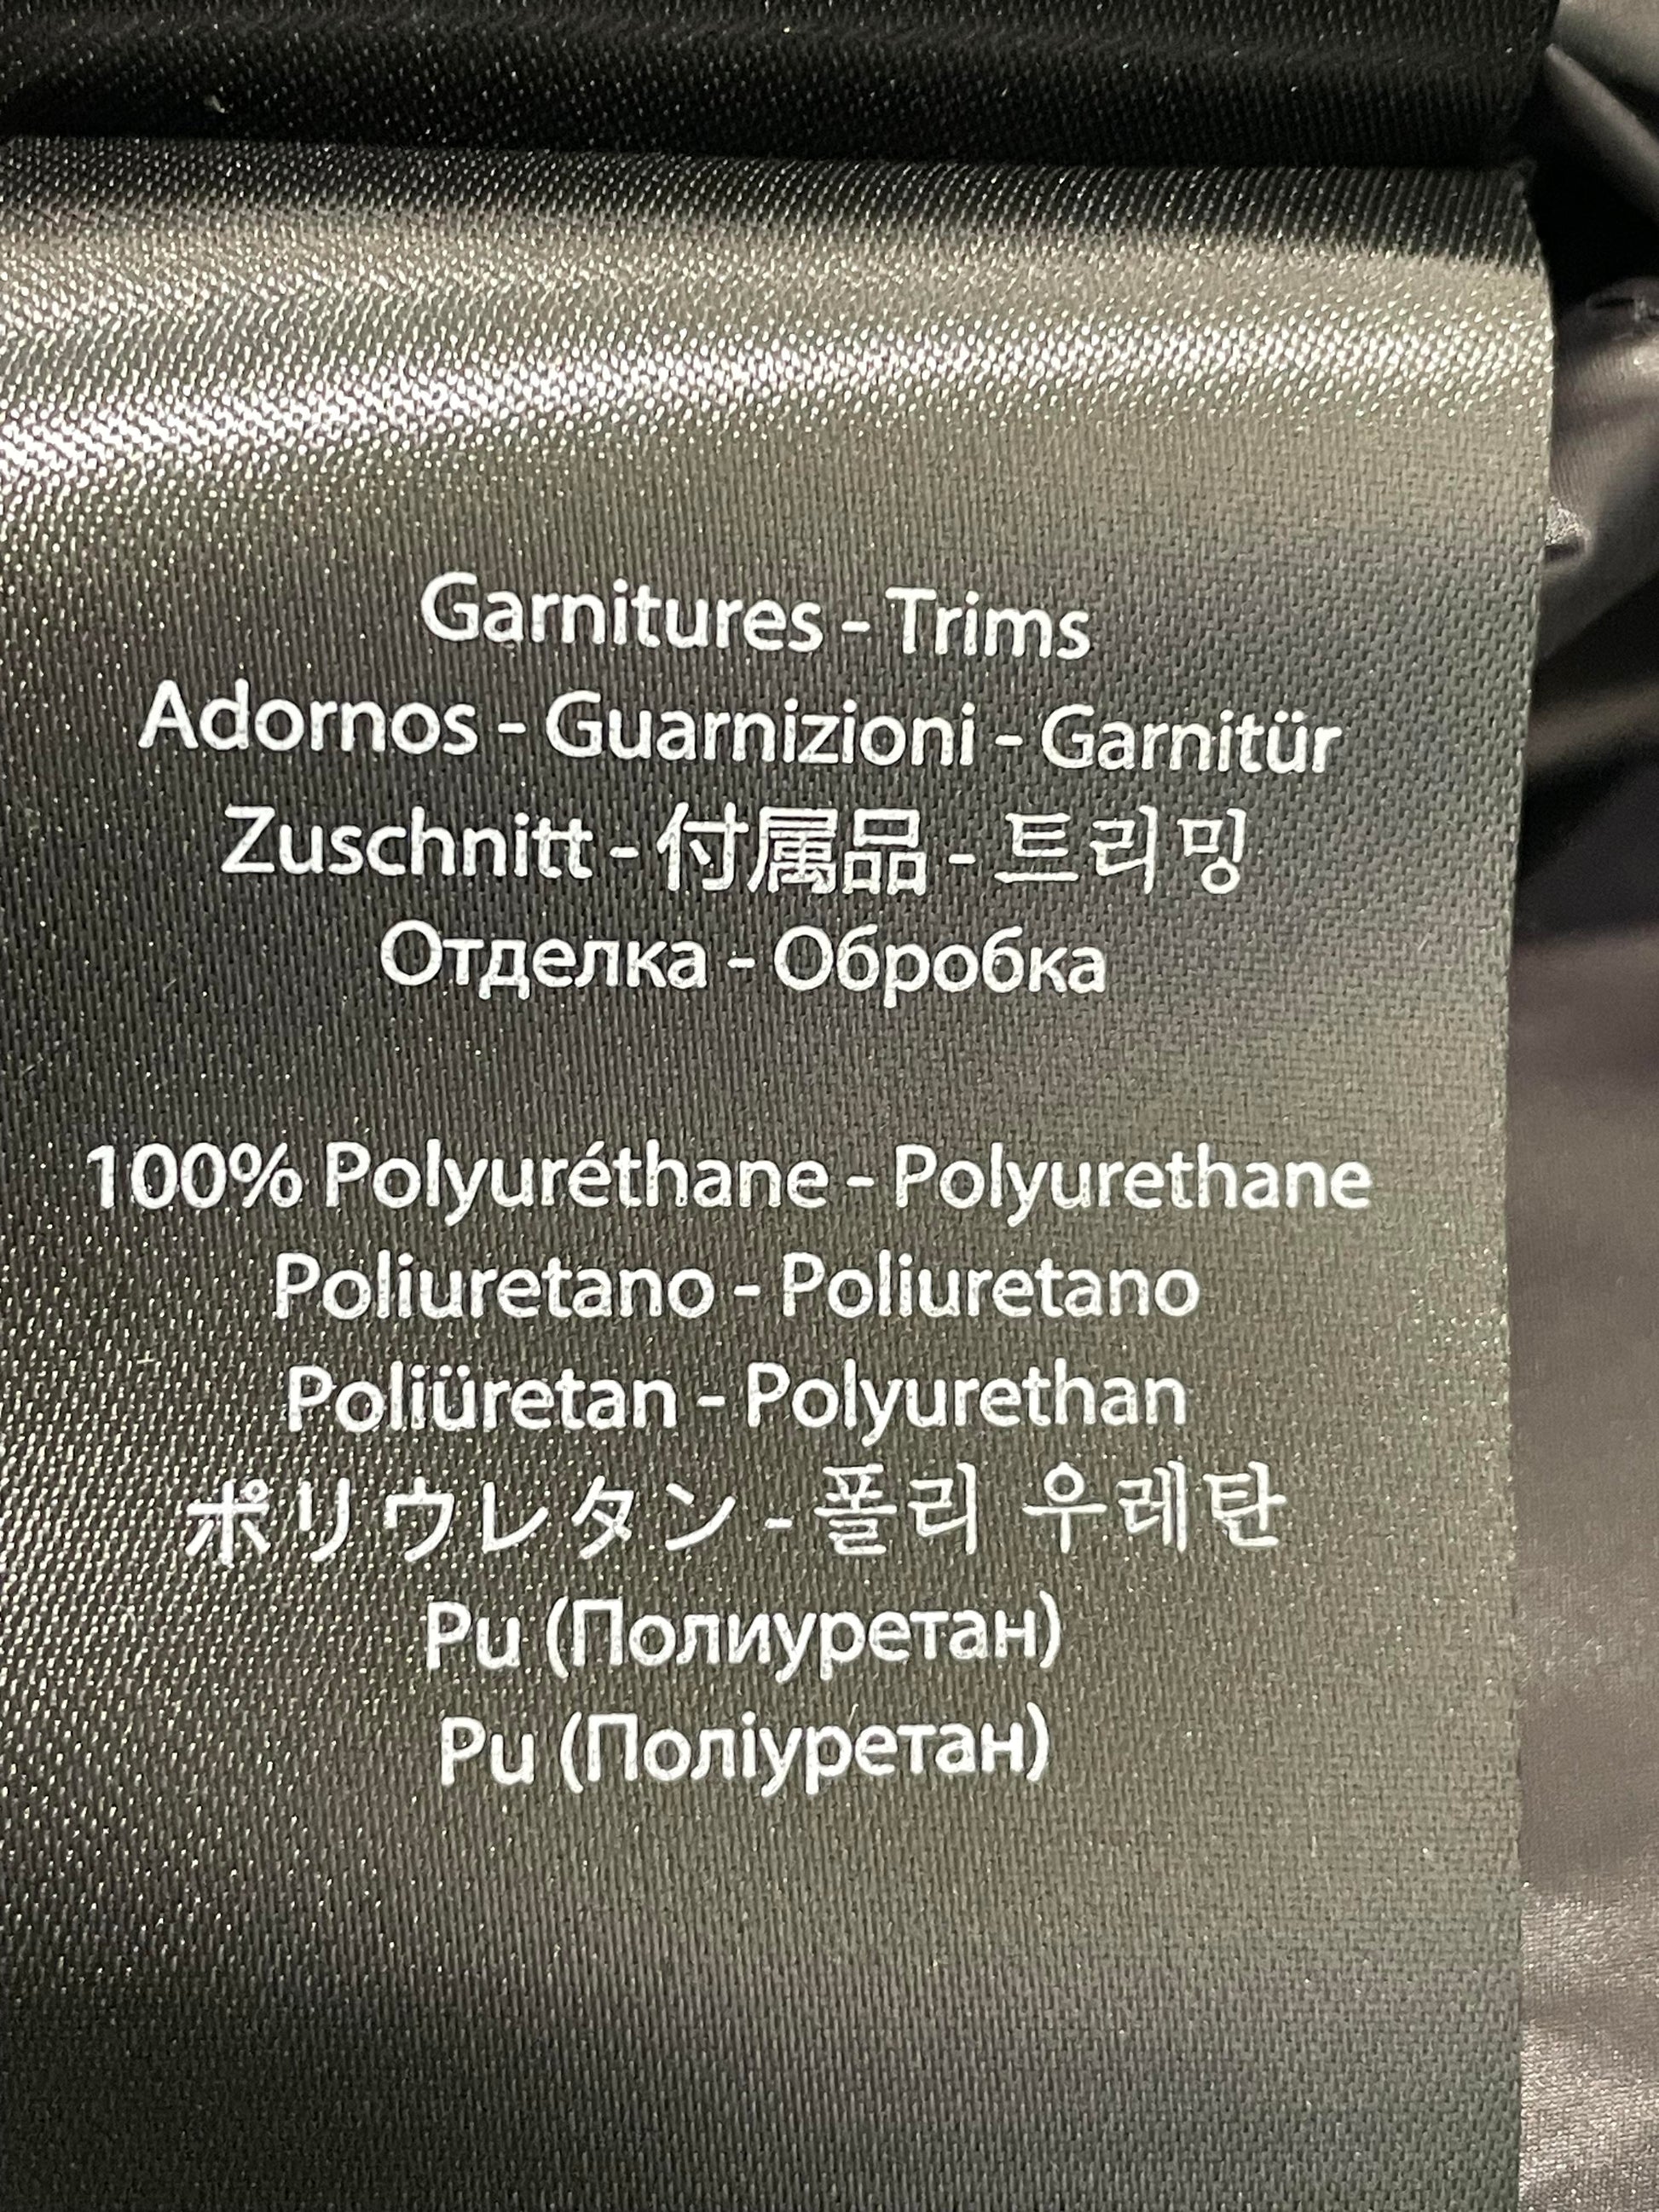 Garnitures - Trims
Adornos - Guarnizioni - Garnitür
Zuschnitt - 付属品 - 트리밍
Отделка - Обробка
100% Polyuréthane - Polyurethane
Poliuretano - Poliuretano
Poliüretan - Polyurethan
ポリウレタン - 폴리 우레탄
Pu (Полиуретан)
Pu (Поліуретан)